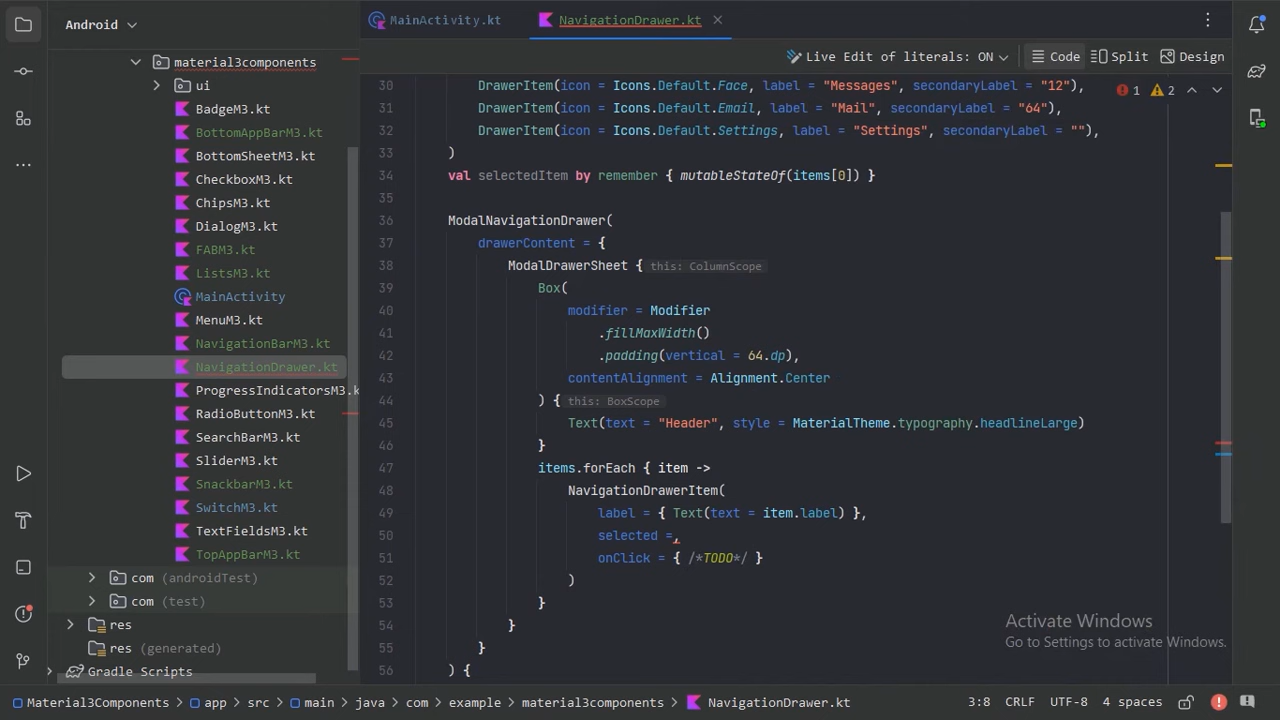 Android
MainActivity.kt
NavigationDrawer.kt
Live Edit of literals: ON
Code
Split
Design
material3components
ui
BadgeM3.kt
BottomAppBarM3.kt
BottomSheetM3.kt
CheckboxM3.kt
ChipsM3.kt
DialogM3.kt
FABM3.kt
ListsM3.kt
MainActivity
MenuM3.kt
NavigationBarM3.kt
NavigationDrawer.kt
ProgressIndicatorsM3.k
RadioButtonM3.kt
SearchBarM3.kt
SliderM3.kt
SnackbarM3.kt
SwitchM3.kt
TextFieldsM3.kt
TopAppBarM3.kt
com (androidTest)
com (test)
res
res (generated)
Gradle Scripts
1 2
30 DrawerItem(icon = Icons.Default.Face, label = "Messages", secondaryLabel = "12"),
31 DrawerItem(icon = Icons.Default.Email, label = "Mail", secondaryLabel = "64"),
32 DrawerItem(icon = Icons.Default.Settings, label = "Settings", secondaryLabel = ""),
33 )
34 val selectedItem by remember { mutableStateOf(items[0]) }
35
36 ModalNavigationDrawer(
37 drawerContent = {
38 ModalDrawerSheet { this: ColumnScope
39 Box(
40 modifier = Modifier
41 .fillMaxWidth()
42 .padding(vertical = 64.dp),
43 contentAlignment = Alignment.Center
44 ) { this: BoxScope
45 Text(text = "Header", style = MaterialTheme.typography.headlineLarge)
46 }
47 items.forEach { item ->
48 NavigationDrawerItem(
49 label = { Text(text = item.label) },
50 selected =,
51 onClick = { /*TODO*/ }
52 )
53 }
54 }
55 }
56 ) {
Activate Windows
Go to Settings to activate Windows.
Material3Components > app > src > main > java > com > example > material3components > NavigationDrawer.kt
3:8 CRLF UTF-8 4 spaces